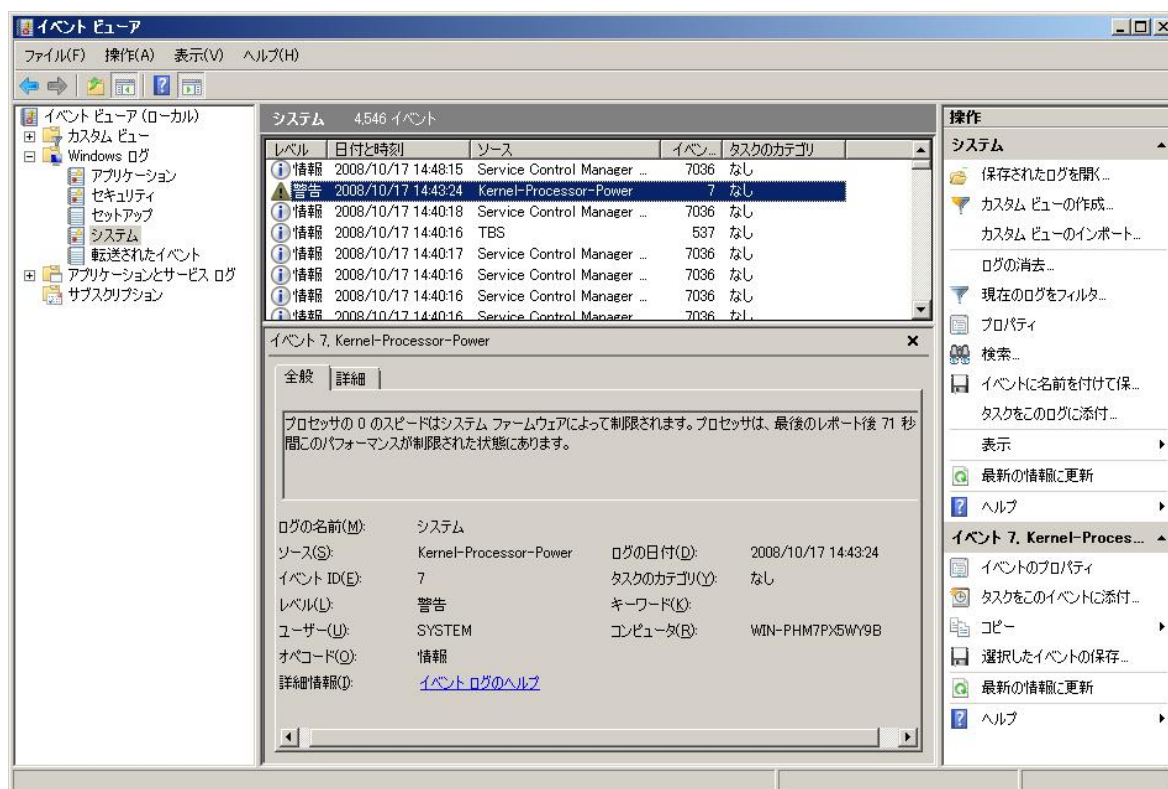 イベント ビューア
ファイル(F) 操作(A) 表示(V) ヘルプ(H)
イベント ビューア (ローカル)
カスタム ビュー
Windows ログ
アプリケーション
セキュリティ
セットアップ
システム
転送されたイベント
アプリケーションとサービス ログ
サブスクリプション
システム 4,546 イベント
レベル 日付と時刻 ソース イベン... タスクのカテゴリ
情報 2008/10/17 14:48:15 Service Control Manager ... 7036 なし
警告 2008/10/17 14:43:24 Kernel-Processor-Power 7 なし
情報 2008/10/17 14:40:18 Service Control Manager ... 7036 なし
情報 2008/10/17 14:40:16 TBS 537 なし
情報 2008/10/17 14:40:17 Service Control Manager ... 7036 なし
情報 2008/10/17 14:40:16 Service Control Manager ... 7036 なし
情報 2008/10/17 14:40:16 Service Control Manager ... 7036 なし
情報 2008/10/17 14:40:16 Service Control Manager 7036 なし
イベント 7, Kernel-Processor-Power
全般 詳細
プロセッサの 0 のスピードはシステム ファームウェアによって制限されます。プロセッサは、最後のレポート後 71 秒
間このパフォーマンスが制限された状態にあります。
ログの名前(M): システム
ソース(S): Kernel-Processor-Power ログの日付(D): 2008/10/17 14:43:24
イベント ID(E): 7 タスクのカテゴリ(Y): なし
レベル(L): 警告 キーワード(K):
ユーザー(U): SYSTEM コンピュータ(R): WIN-PHM7PX5WY9B
オペコード(O): 情報
詳細情報(I): イベント ログのヘルプ
操作
システム
保存されたログを開く...
カスタム ビューの作成...
カスタム ビューのインポート...
ログの消去...
現在のログをフィルタ...
プロパティ
検索...
イベントに名前を付けて保...
タスクをこのログに添付...
表示
最新の情報に更新
ヘルプ
イベント 7, Kernel-Proces...
イベントのプロパティ
タスクをこのイベントに添付...
コピー
選択したイベントの保存...
最新の情報に更新
ヘルプ